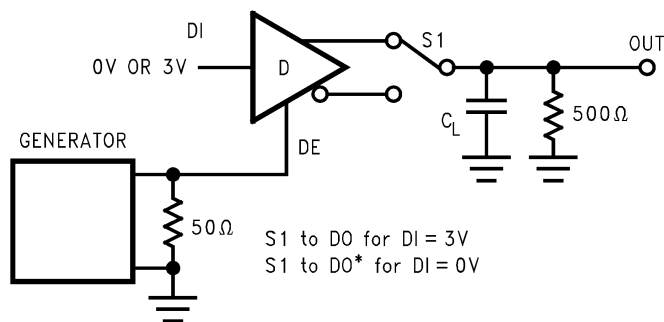 DI
S1
OUT
0V OR 3V
D
CL
500Ω
DE
GENERATOR
50Ω
S1 to DO for DI = 3V
S1 to DO* for DI = 0V